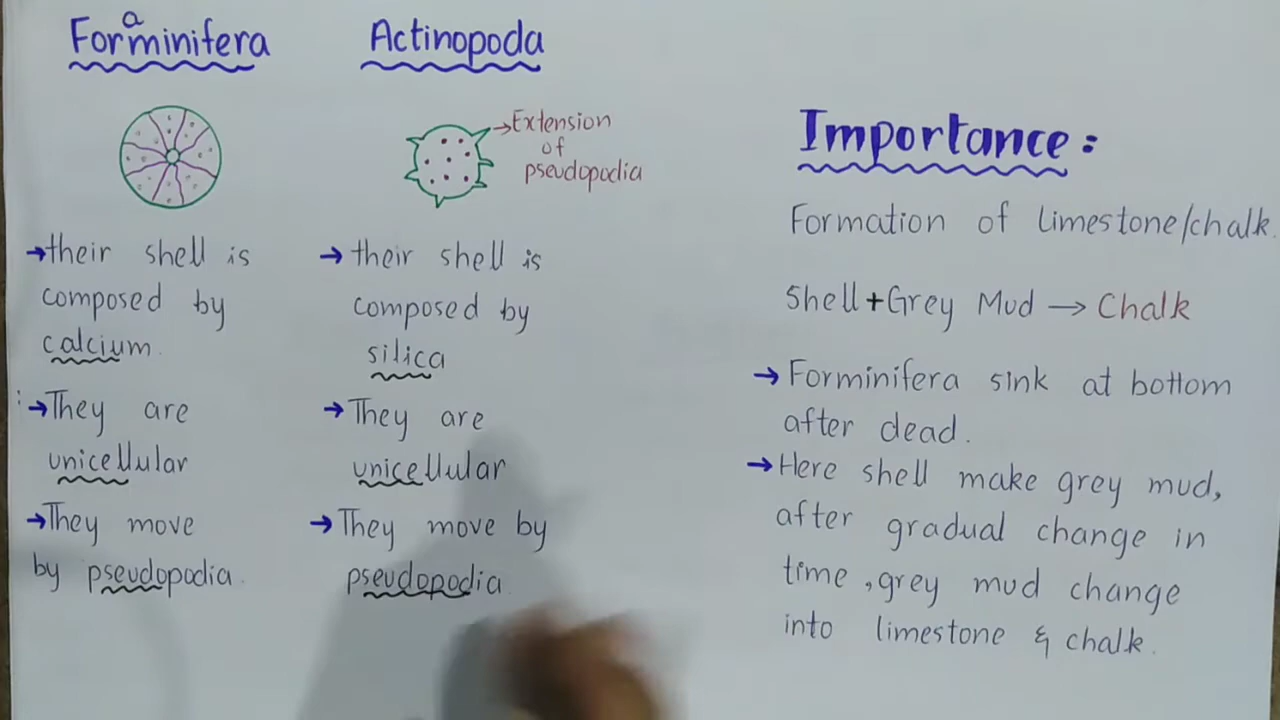 Foraminifera
→their shell is
composed by
calcium.
→They are
unicellular
→They move
by pseudopodia.
Actinopoda
→Extension
of
pseudopodia
→ their shell is
composed by
silica
→ They are
unicellular
→ They move by
pseudopodia
Importance:
Formation of limestone/chalk.
Shell+Grey Mud → Chalk
→ Forminifera sink at bottom
after dead.
→Here shell make grey mud,
after gradual change in
time, grey mud change
into limestone & chalk.